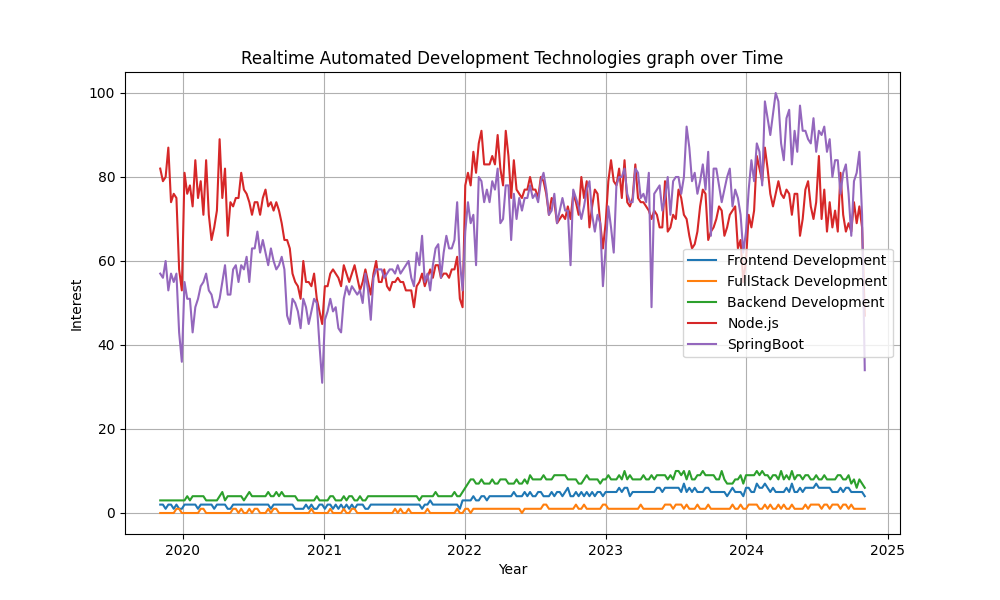 Realtime Automated Development Technologies graph over Time
100
80
60
40
20
0
Interest
Frontend Development
FullStack Development
Backend Development
Node.js
SpringBoot
2020
2021
2022
2023
2024
2025
Year